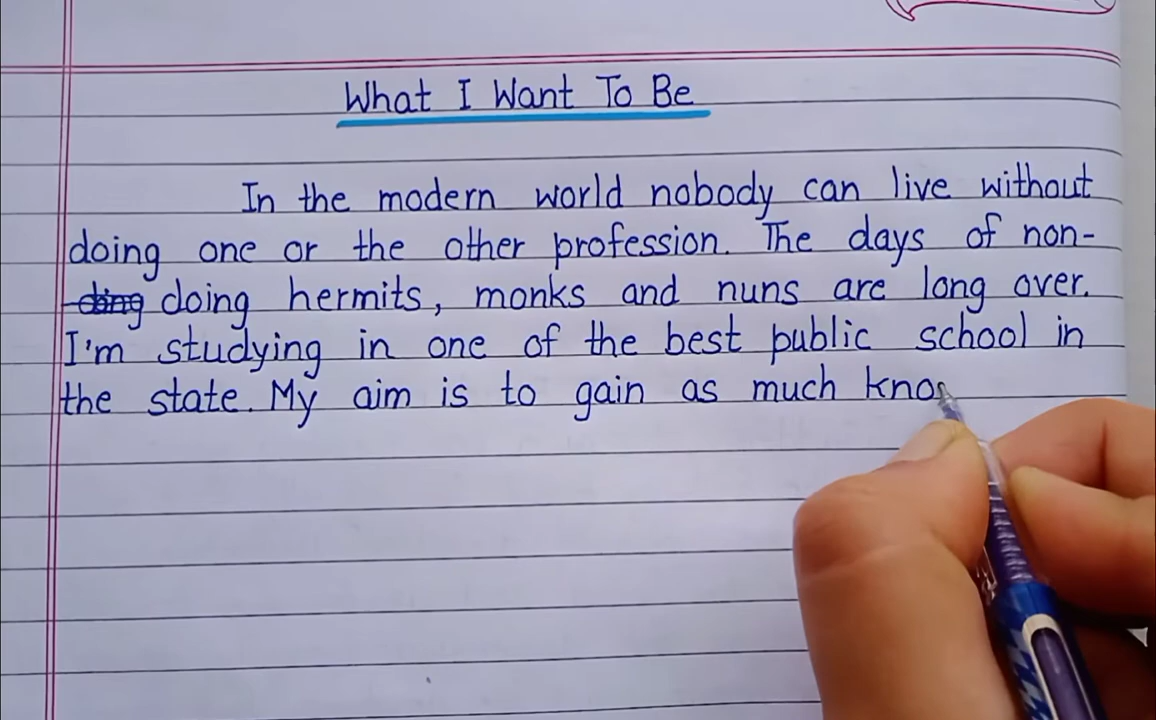 What I Want To Be
In the modern world nobody can live without
doing one or the other profession. The days of non-
doing hermits, monks and nuns are long over.
I'm studying in one of the best public school in
the state. My aim is to gain as much kno